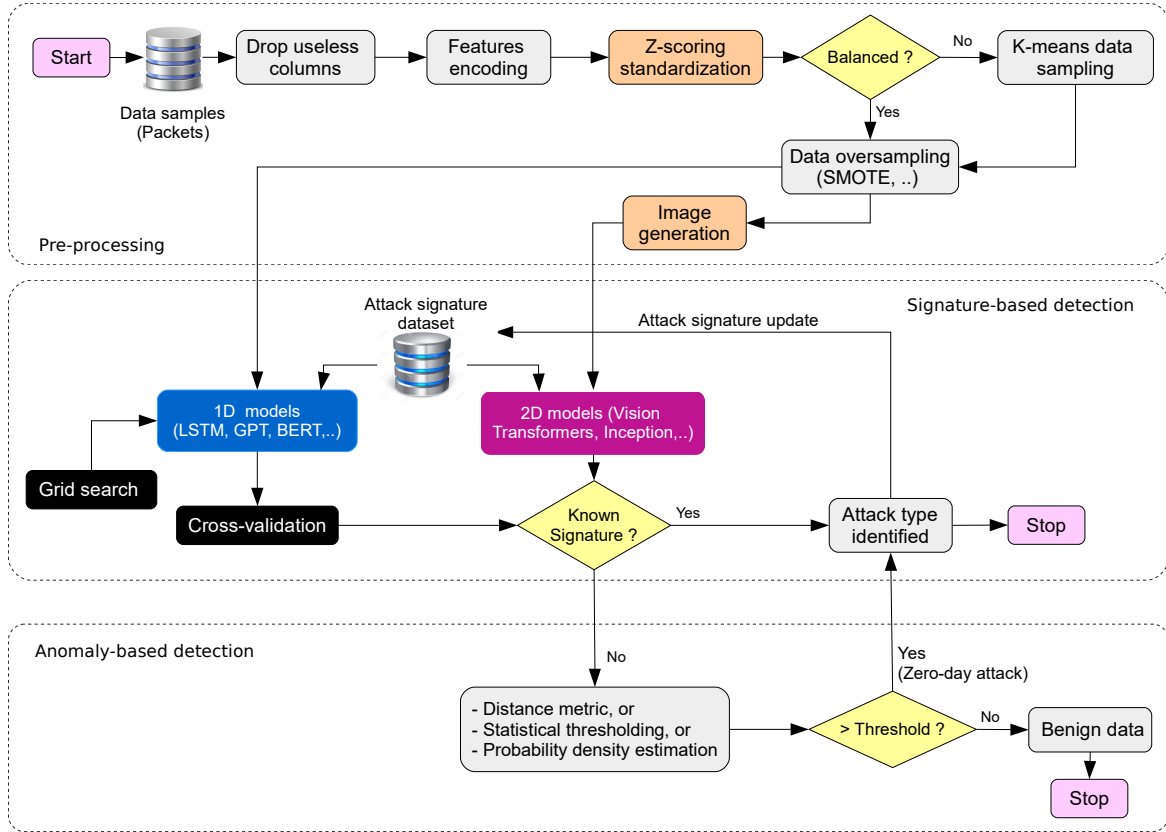 Start
Data samples
(Packets)
Drop useless
columns
Features
encoding
Z-scoring
standardization
Balanced ?
No
K-means data
sampling
Yes
Data oversampling
(SMOTE, ..)
Image
generation
Pre-processing
Signature-based detection
Attack signature
dataset
Attack signature update
1D  models
(LSTM, GPT, BERT,..)
2D models (Vision
Transformers, Inception,..)
Grid search
Cross-validation
Known
Signature ?
Yes
Attack type
identified
Stop
Anomaly-based detection
No
Yes
(Zero-day attack)
- Distance metric, or
- Statistical thresholding, or
- Probability density estimation
> Threshold ?
No
Benign data
Stop